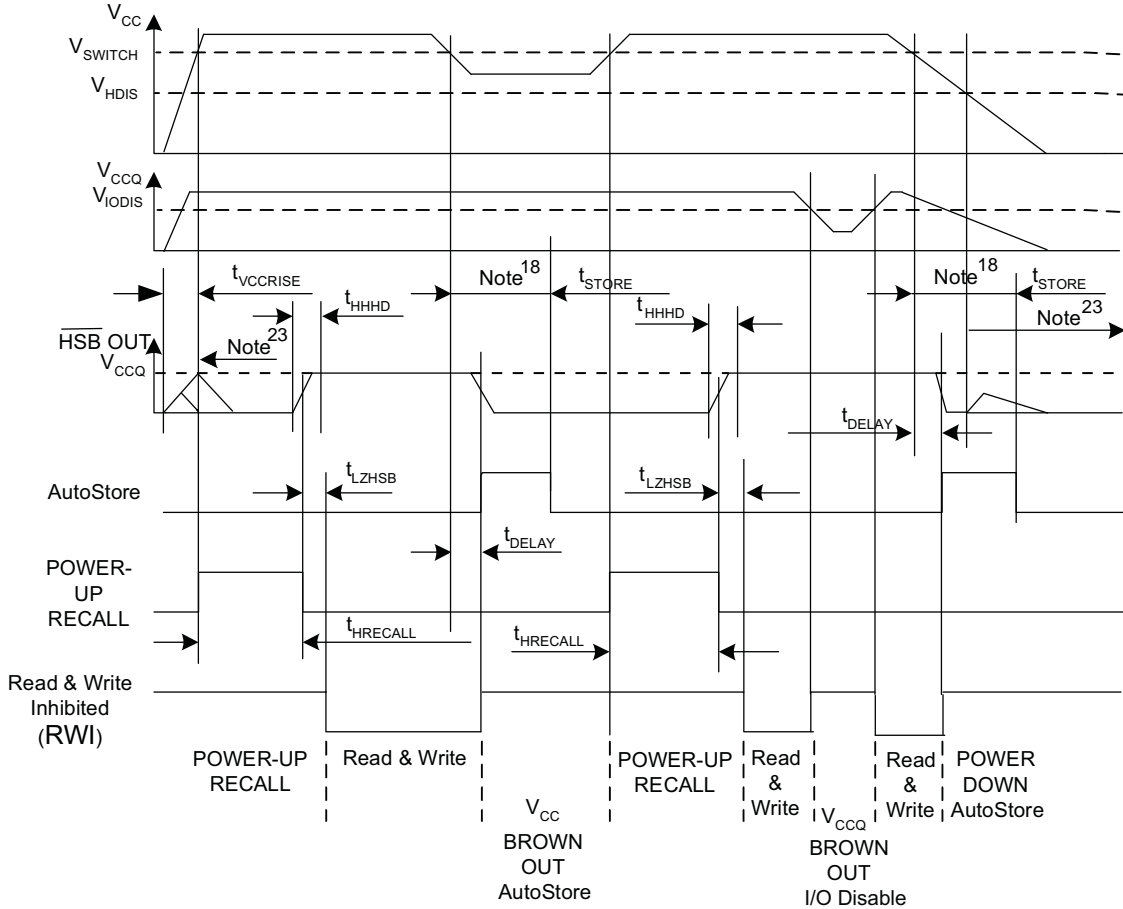 VCC
VSWITCH
VHDIS
VCCQ
VIODIS
tVCCRISE
Note18
tSTORE
Note18
tSTORE
tHHHD
tHHHD
HSB OUT
Note23
Note23
VCCQ
tDELAY
tLZHSB
tLZHSB
AutoStore
tDELAY
POWER-
UP
RECALL
tHRECALL
tHRECALL
Read & Write
Inhibited
(RWI)
POWER-UP
RECALL
Read & Write
VCC
BROWN
OUT
AutoStore
POWER-UP
RECALL
Read
&
Write
VCCQ
BROWN
OUT
I/O Disable
Read
&
Write
POWER
DOWN
AutoStore